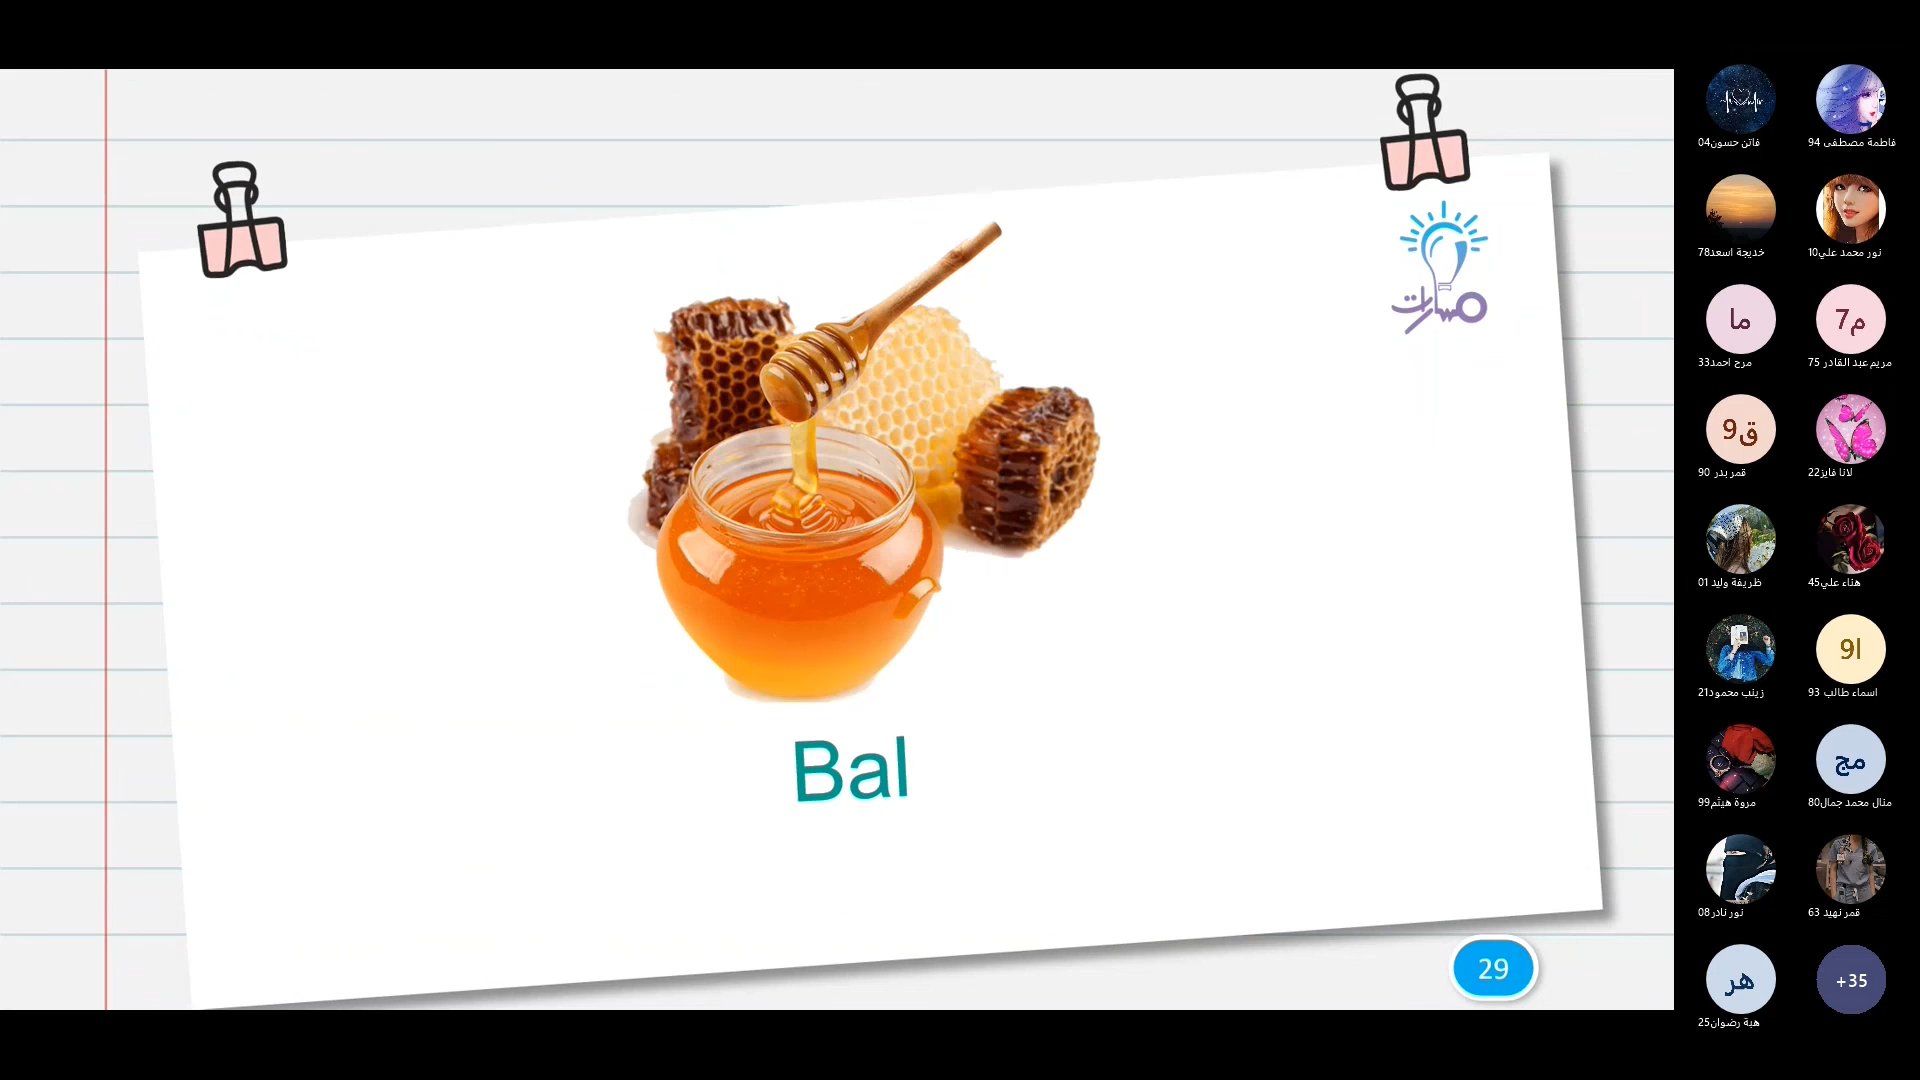 مسارات
Bal
29
فاتن حسون04
فاطمة مصطفى 94
خديجة اسعد78
نور محمد علي10
ما
مرح احمد33
م7
مريم عبد القادر 75
ق9
قمر بدر 90
لانا فايز22
ظريفة وليد 01
هناء علي45
زينب محمود21
ا9
اسماء طالب 93
مروة هيثم99
مج
منال محمد جمال80
نور نادر08
قمر نهيد 63
هر
هبة رضوان25
+35